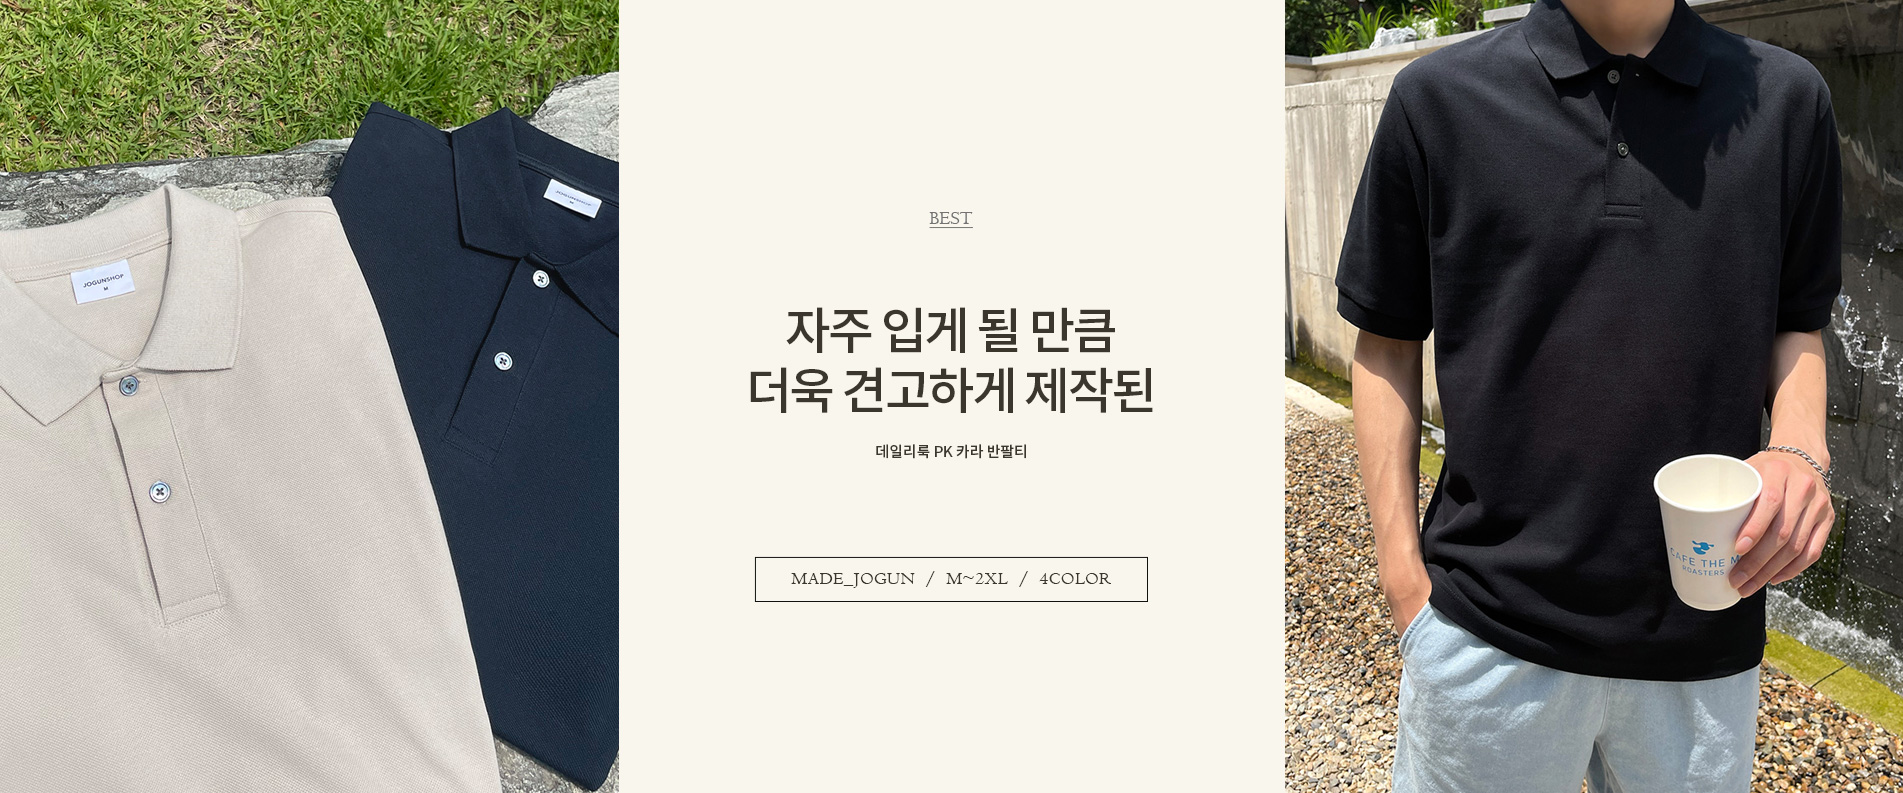 JOGUNSHOP
M
JOGUNSHOP
M
BEST
자주 입게 될 만큼
더욱 견고하게 제작된
데일리룩 PK 카라 반팔티
MADE_JOGUN / M~2XL / 4COLOR
CAFE THE M
ROASTERS